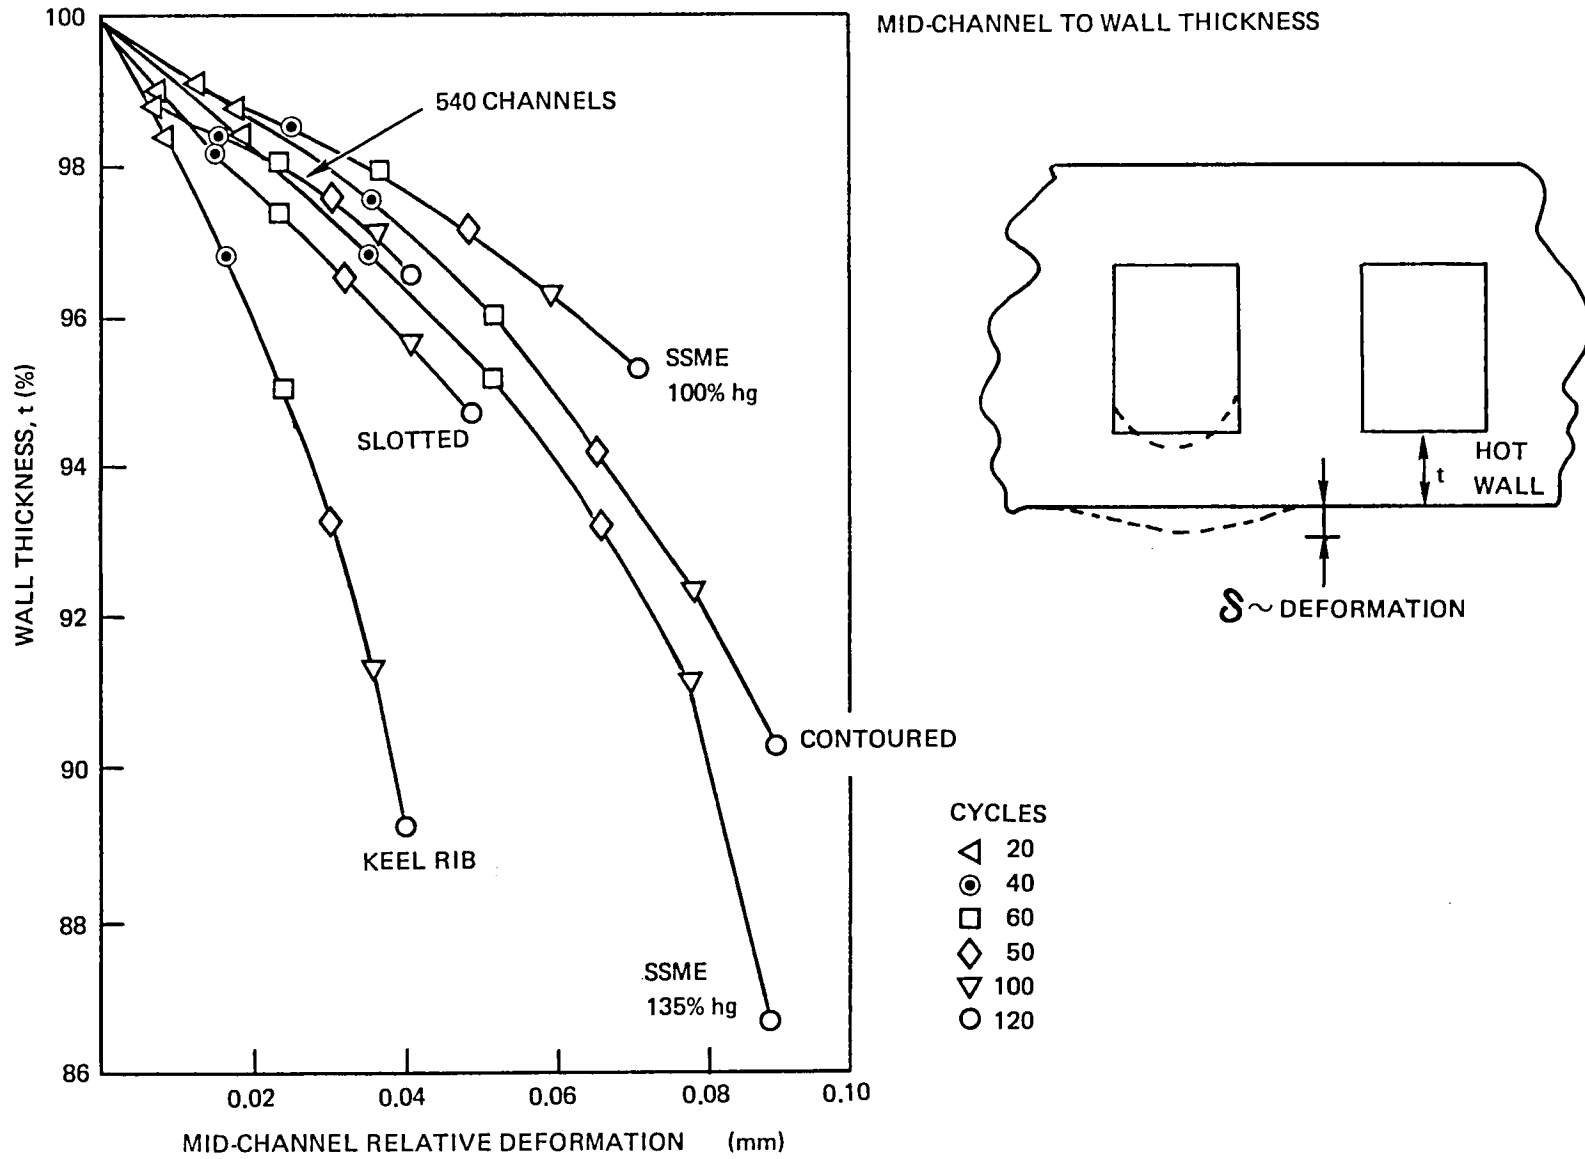 MID-CHANNEL TO WALL THICKNESS
100
98
96
94
92
90
88
86
WALL THICKNESS, t (%)
540 CHANNELS
SSME
100% hg
SLOTTED
CONTOURED
KEEL RIB
SSME
135% hg
0.02
0.04
0.06
0.08
0.10
MID-CHANNEL RELATIVE DEFORMATION (mm)
HOT
WALL
t
δ ~ DEFORMATION
CYCLES
20
40
60
50
100
120